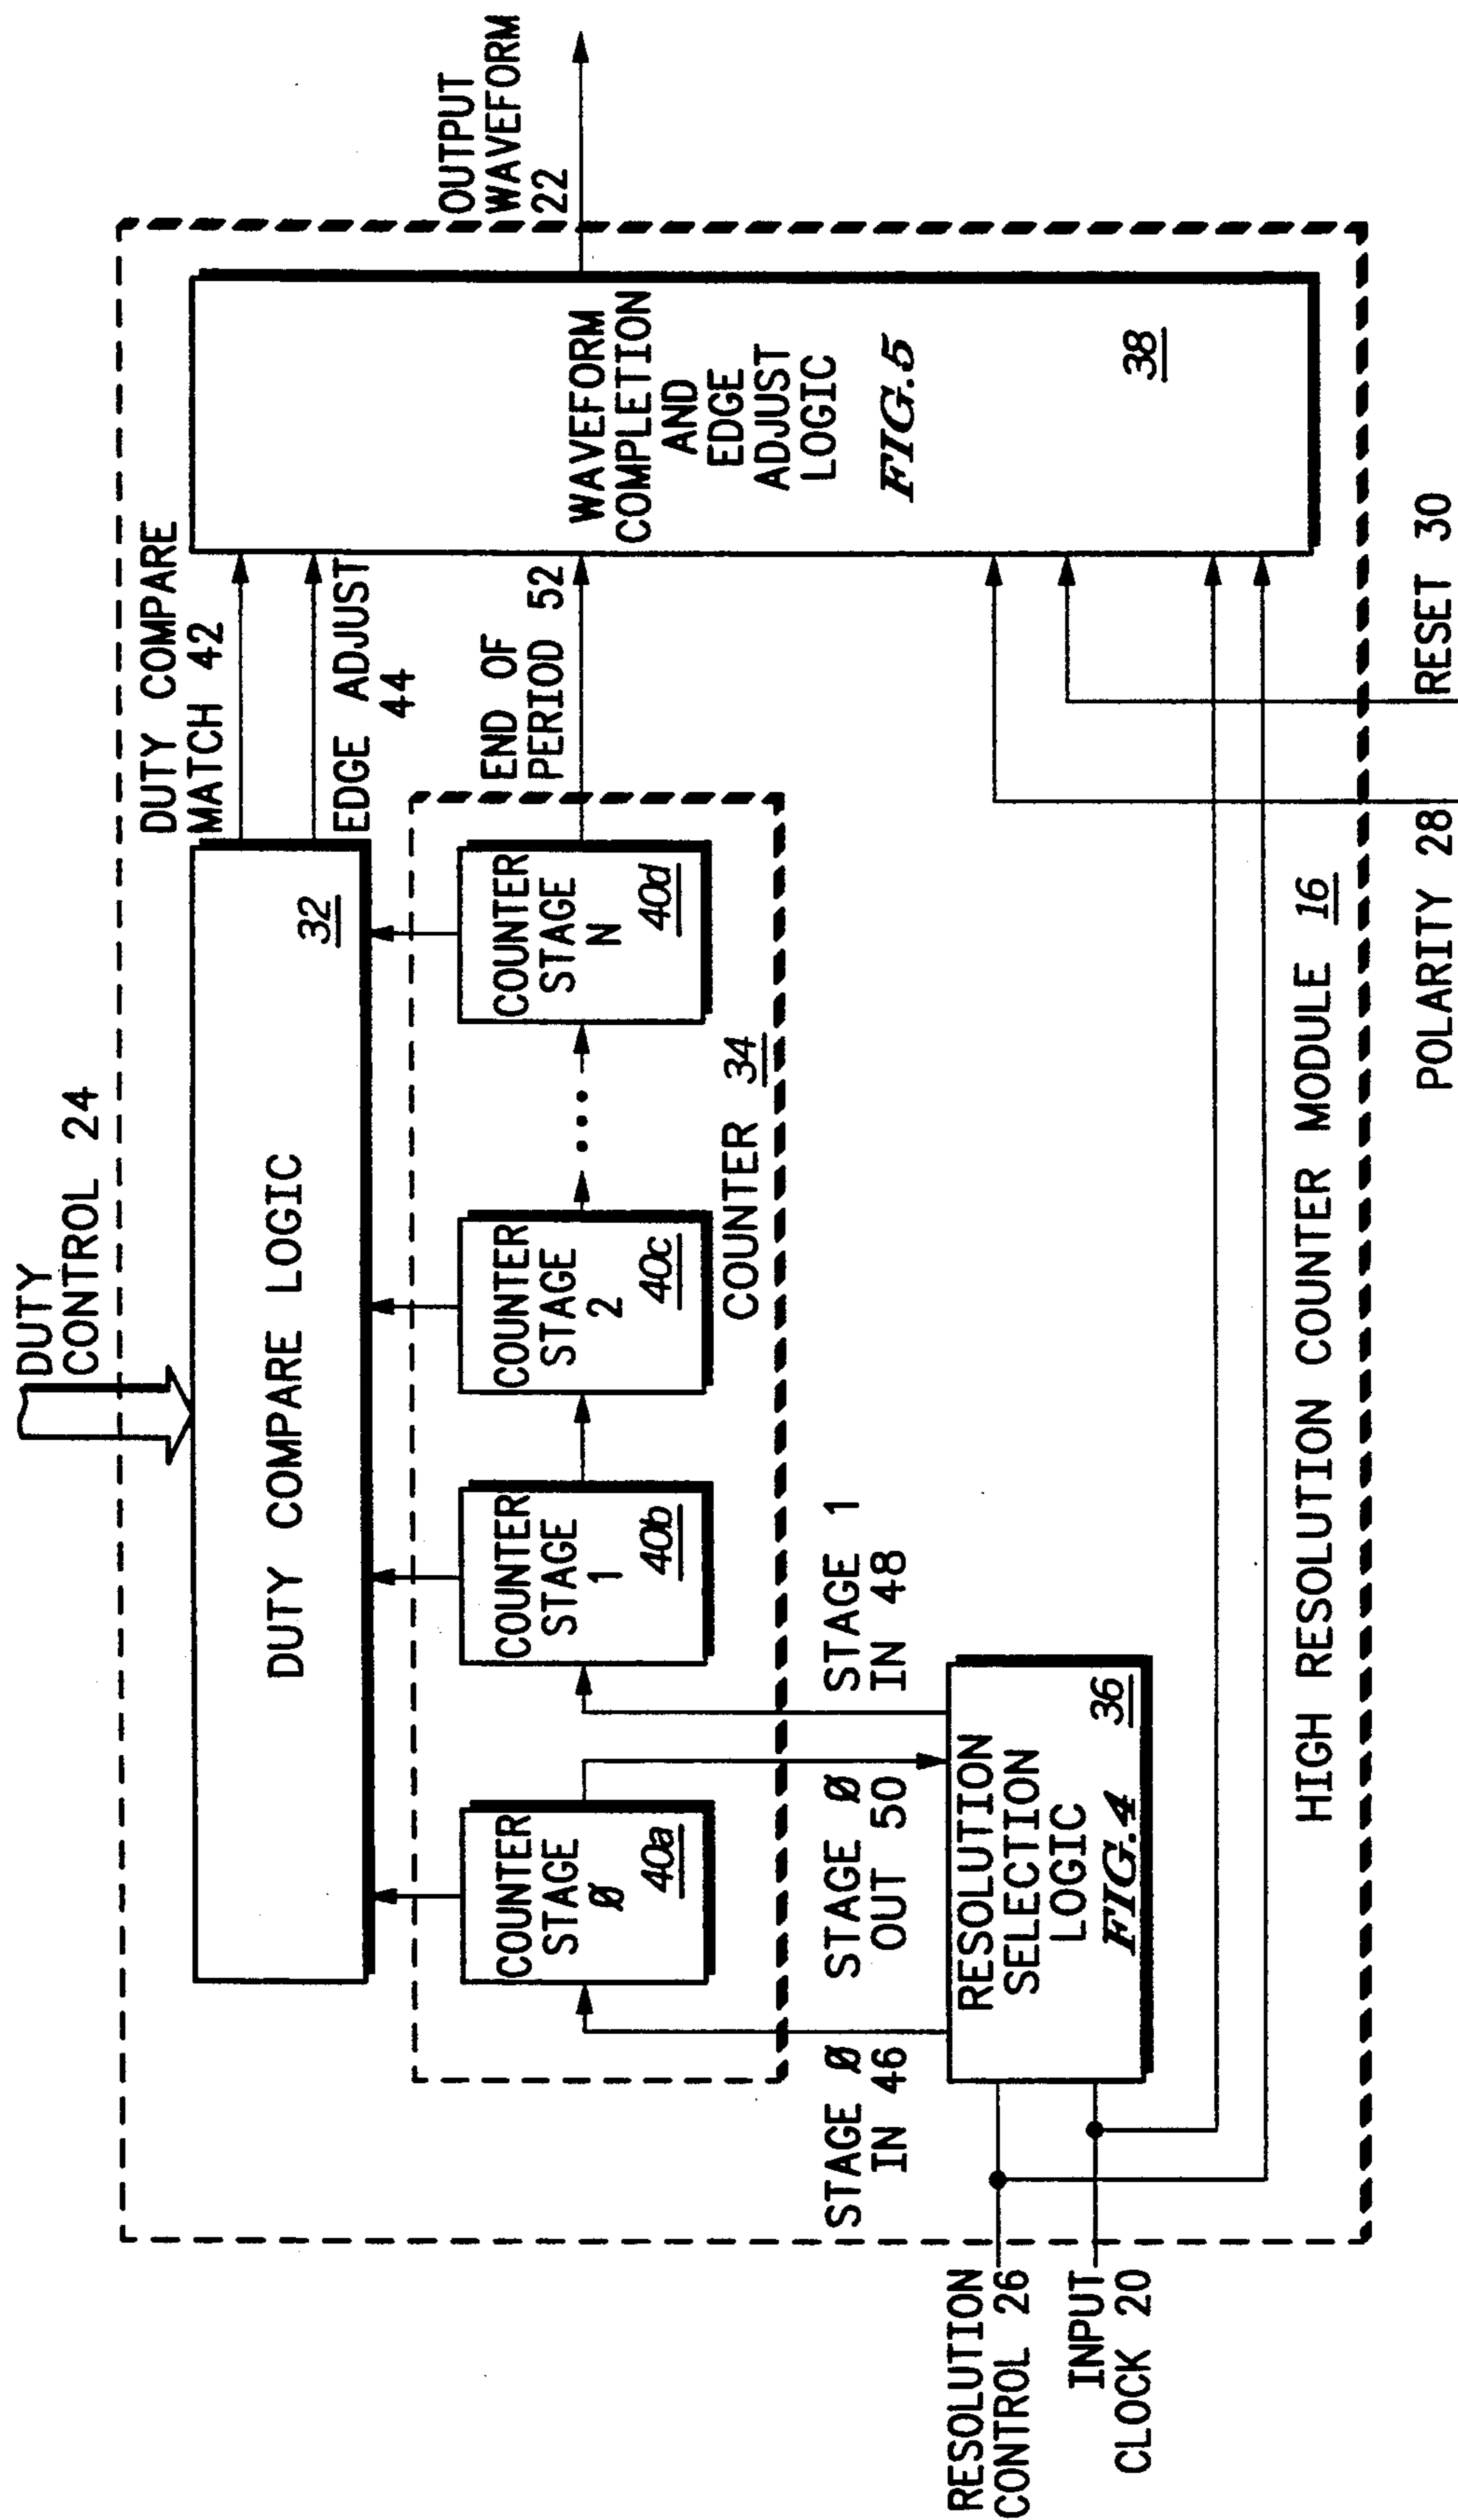 DUTY
CONTROL 24
DUTY COMPARE LOGIC
32
DUTY COMPARE
MATCH 42
EDGE ADJUST
44
OUTPUT
WAVEFORM
22
COUNTER
STAGE
Ø
40a
COUNTER
STAGE
1
40b
COUNTER
STAGE
2
40c
...
COUNTER
STAGE
N
40d
COUNTER 34
END OF
PERIOD 52
WAVEFORM
COMPLETION
AND
EDGE
ADJUST
LOGIC
FIG.5
38
STAGE Ø
IN 46
STAGE Ø
OUT 50
STAGE 1
IN 48
RESOLUTION
SELECTION
LOGIC
FIG.4
36
RESOLUTION
CONTROL 26
INPUT
CLOCK 20
HIGH RESOLUTION COUNTER MODULE 16
POLARITY 28
RESET 30